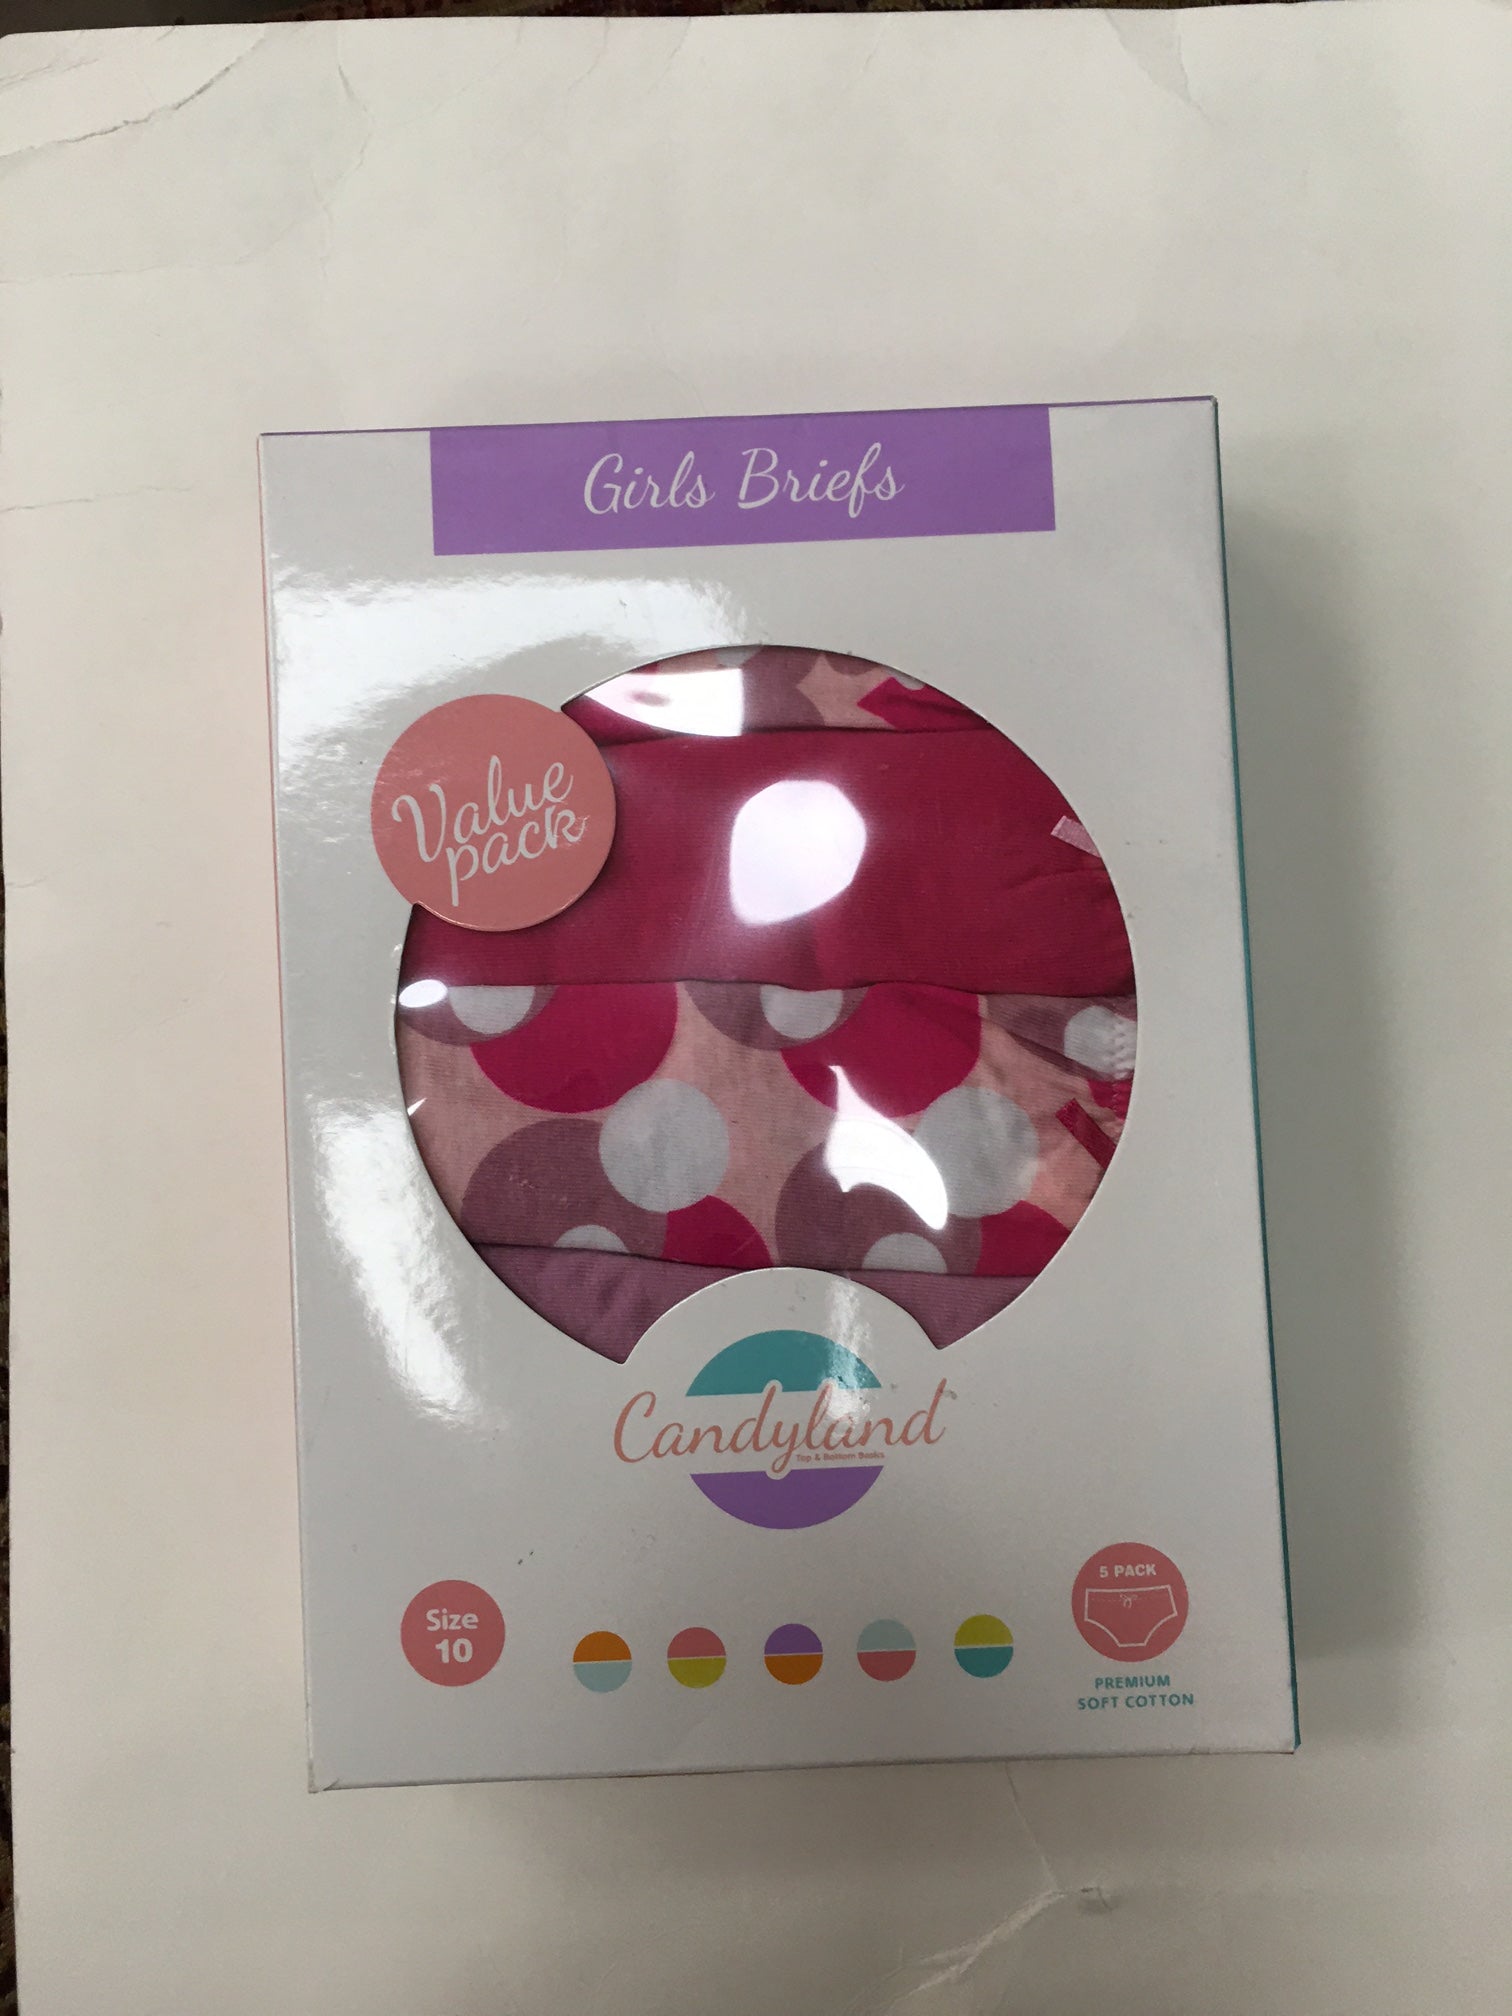 Girls Briefs
Value
pack
Candyland
Top & Bottom Basics
Size
10
5 PACK
PREMIUM
SOFT COTTON